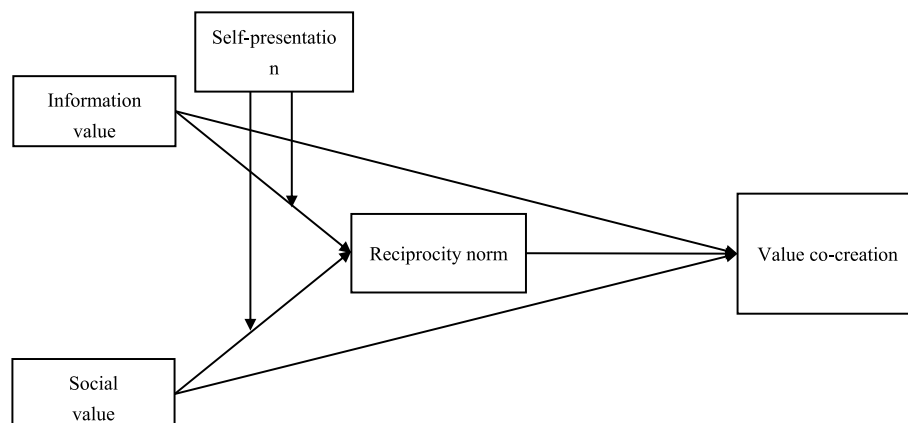 Self-presentatio
n
Information
value
Reciprocity norm
Value co-creation
Social
value